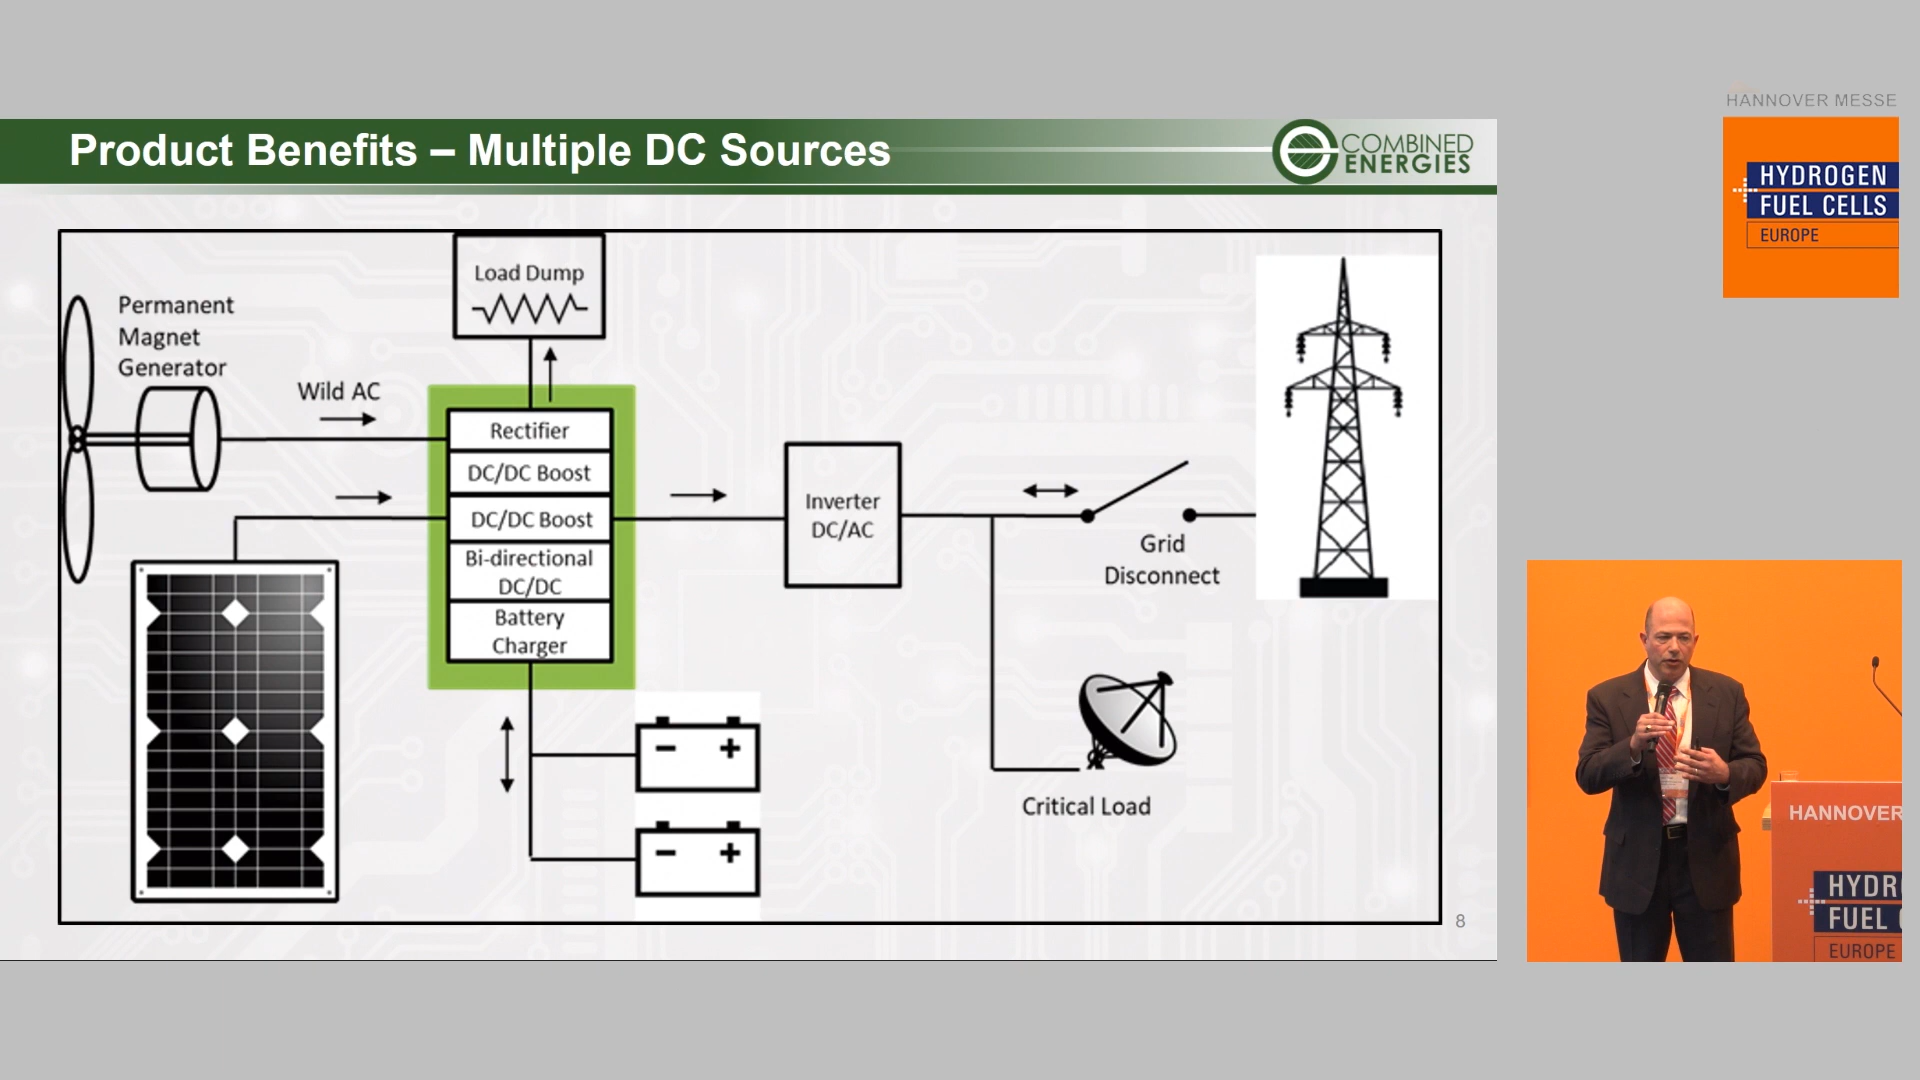 HANNOVER MESSE
HYDROGEN
FUEL CELLS
EUROPE
Product Benefits – Multiple DC Sources
COMBINED
ENERGIES
Load Dump
Permanent
Magnet
Generator
Wild AC
Rectifier
DC/DC Boost
DC/DC Boost
Bi-directional
DC/DC
Battery
Charger
Inverter
DC/AC
Grid
Disconnect
Critical Load
8
HANNOVER
HYDRO
FUEL C
EUROPE